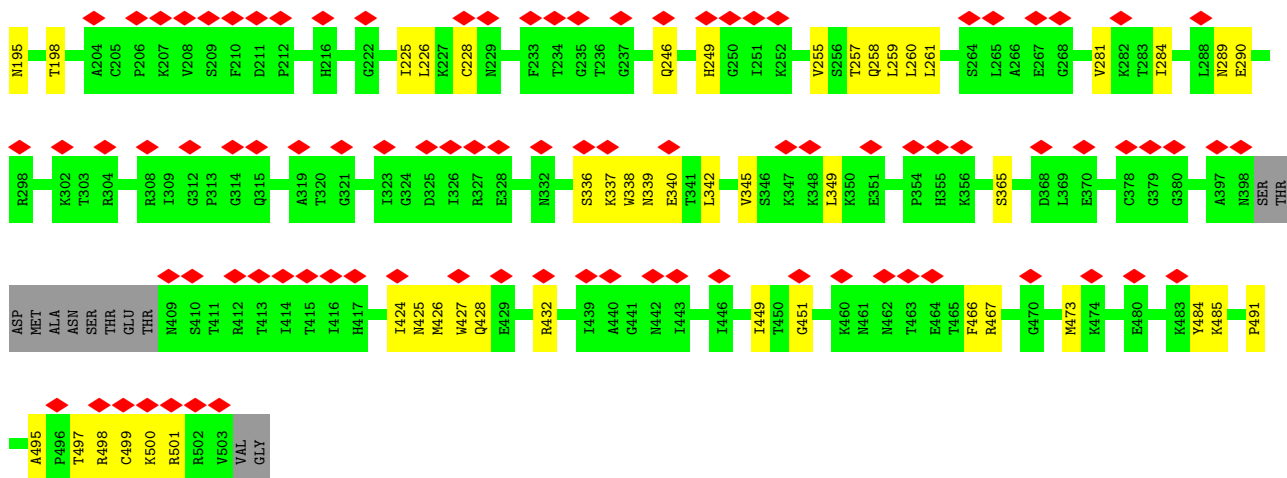 N195 T198 A204 C205 P206 K207 V208 S209 F210 D211 P212 H216 G222 I225 L226 K227 C228 N229 F233 T234 G235 T236 G237 Q246 H249 G250 I251 K252 V255 S256 T257 Q258 L259 L260 L261 S264 L265 A266 E267 G268 V281 K282 T283 I284 L288 N289 E290
R298 K302 T303 R304 R308 I309 G312 P313 G314 Q315 A319 T320 G321 I323 G324 D325 I326 R327 E328 N332 S336 K337 W338 N339 E340 T341 L342 V345 S346 K347 K348 L349 K350 E351 P354 H355 K356 S365 D368 L369 E370 C378 G379 G380 A397 N398 SER THR
ASP MET ALA ASN SER THR GLU THR N409 S410 T411 R412 T413 I414 T415 I416 H417 I424 N425 M426 W427 Q428 E429 R432 I439 A440 G441 N442 I443 I446 I449 T450 G451 K460 N461 N462 T463 E464 T465 F466 R467 G470 M473 K474 E480 K483 Y484 K485 P491
A495 P496 T497 R498 C499 K500 R501 R502 V503 VAL GLY